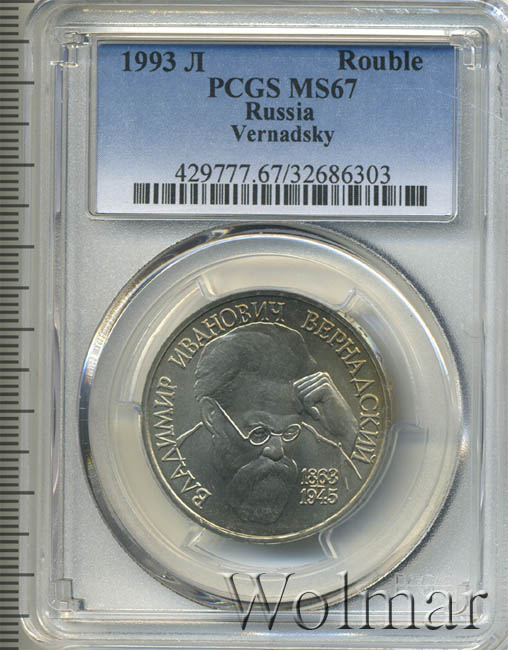 1993 Л Rouble
PCGS MS67
Russia
Vernadsky
429777.67/32686303
ВЛАДИМИР ИВАНОВИЧ ВЕРНАДСКИЙ
1863
1945
Wolmar